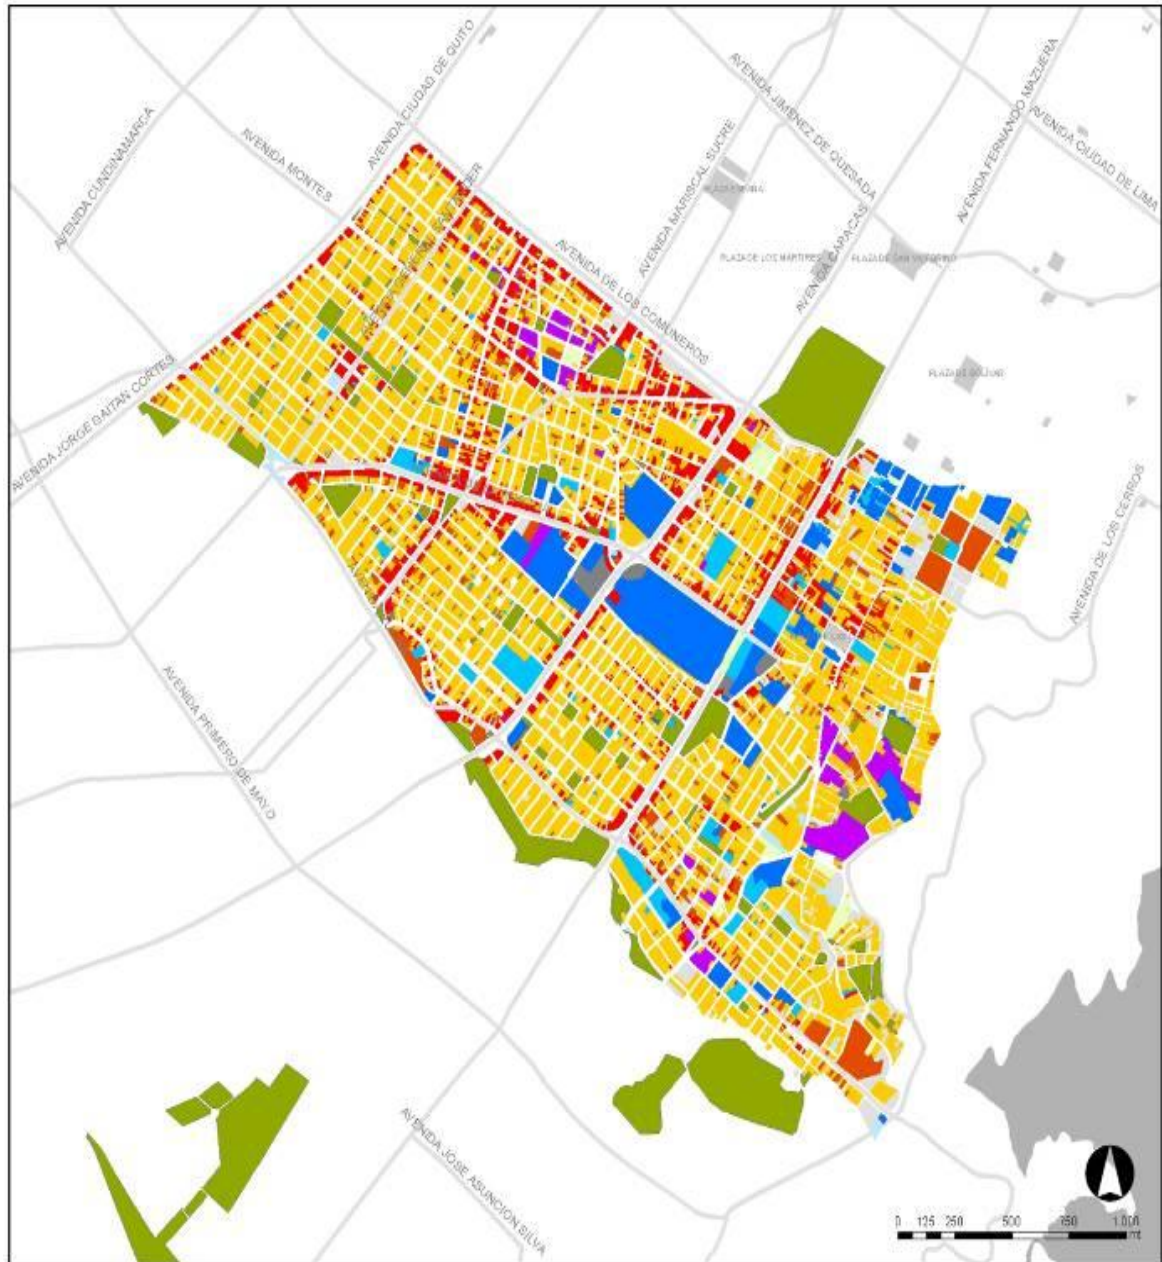 AVENIDA CIUDAD DE QUITO
AVENIDA CUNDINAMARCA
AVENIDA MONTES
AVENIDA JIMENEZ DE QUESADA
AVENIDA FERNANDO MAZUERA
AVENIDA CIUDAD DE LIMA
AVENIDA MARISCAL SUCRE
AVENIDA CARACAS
PLAZA DE LOS MARTIRES
PLAZA DE SAN VICTORINO
AVENIDA DE LOS COMUNEROS
PLAZA DE BOLIVAR
AVENIDA JORGE GAITAN CORTES
AVENIDA DE LOS CERROS
AVENIDA PRIMERO DE MAYO
AVENIDA JOSE ASUNCION SILVA
0 125 250 500 750 1.000
mt